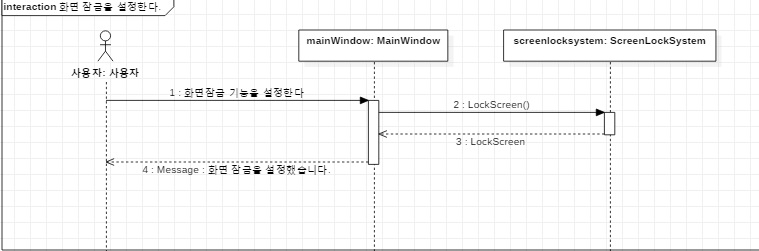 interaction 화면 잠금을 설정한다.
mainWindow: MainWindow
screenlocksystem: ScreenLockSystem
사용자: 사용자
1 : 화면잠금 기능을 설정한다
2 : LockScreen()
3 : LockScreen
4 : Message : 화면 잠금을 설정했습니다.